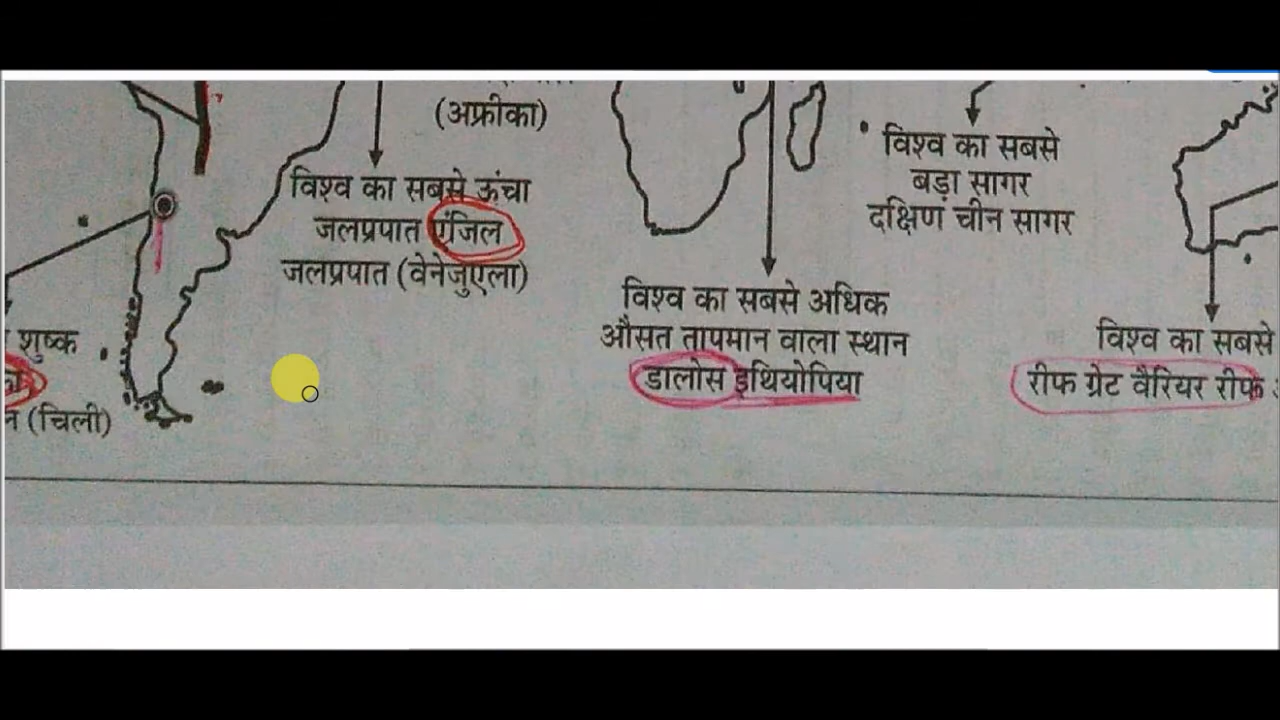 (अफ्रीका)
विश्व का सबसे ऊंचा
जलप्रपात एंजिल
जलप्रपात (वेनेजुएला)
विश्व का सबसे
बड़ा सागर
दक्षिण चीन सागर
विश्व का सबसे अधिक
औसत तापमान वाला स्थान
डालोस इथियोपिया
शुष्क
(चिली)
विश्व का सबसे
रीफ ग्रेट वैरियर रीफ